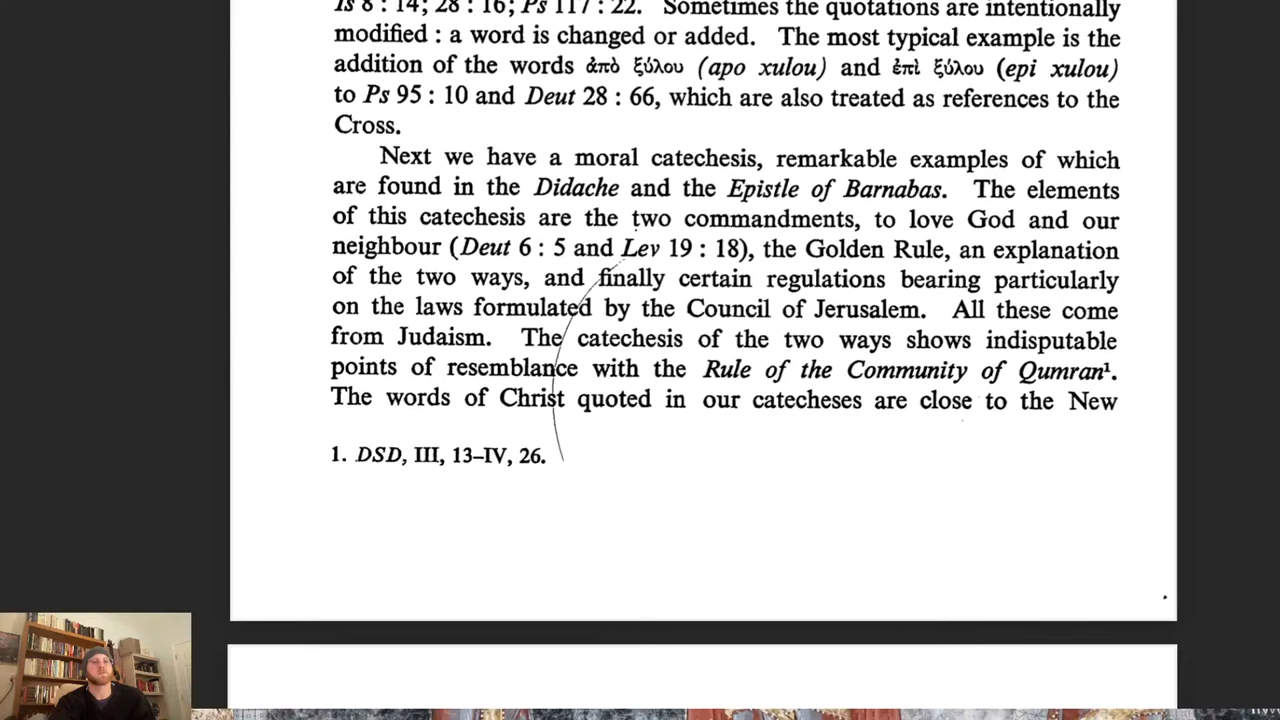 Is 8 : 14; 28 : 16; Ps 117 : 22. Sometimes the quotations are intentionally
modified : a word is changed or added. The most typical example is the
addition of the words ἀπὸ ξύλου (apo xulou) and ἐπὶ ξύλου (epi xulou)
to Ps 95 : 10 and Deut 28 : 66, which are also treated as references to the
Cross.
Next we have a moral catechesis, remarkable examples of which
are found in the Didache and the Epistle of Barnabas. The elements
of this catechesis are the two commandments, to love God and our
neighbour (Deut 6 : 5 and Lev 19 : 18), the Golden Rule, an explanation
of the two ways, and finally certain regulations bearing particularly
on the laws formulated by the Council of Jerusalem. All these come
from Judaism. The catechesis of the two ways shows indisputable
points of resemblance with the Rule of the Community of Qumran¹.
The words of Christ quoted in our catecheses are close to the New
1. DSD, III, 13–IV, 26.